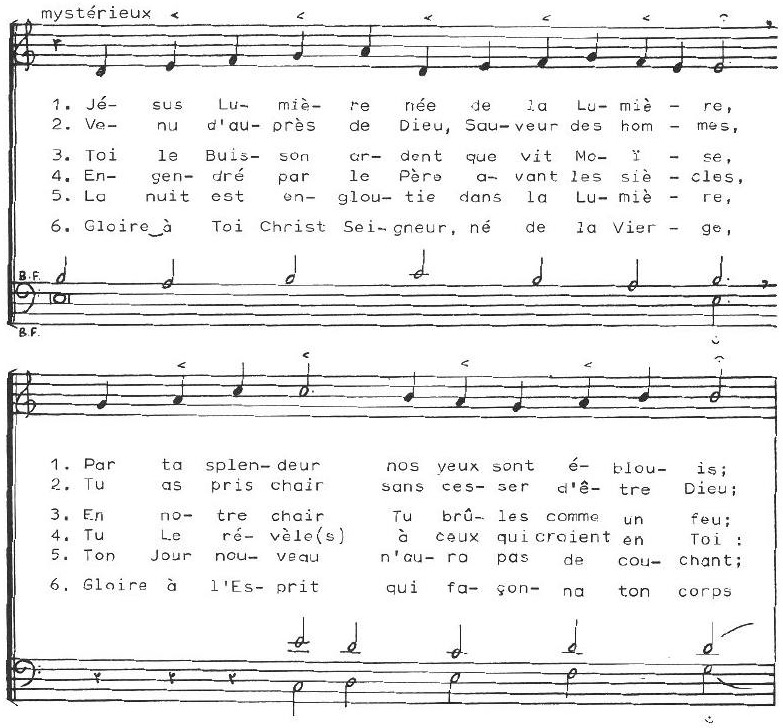 mystérieux
1. Jé- sus Lu- miè- re née de la Lu- miè - re,
2. Ve- nu d'au- près de Dieu, Sau- veur des hom - mes,
3. Toi le Buis- son ar- dent que vit Mo- ï - se,
4. En- gen- dré par le Père a- vant les siè - cles,
5. La nuit est en- glou- tie dans la Lu- miè - re,
6. Gloire à Toi Christ Sei- gneur, né de la Vier - ge,
B.F.
B.F.
1. Par ta splen- deur nos yeux sont é- blou- is;
2. Tu as pris chair sans ces- ser d'ê- tre Dieu;
3. En no- tre chair Tu brû- les comme un feu;
4. Tu Le ré- vèle(s) à ceux qui croient en Toi :
5. Ton Jour nou- veau n'au- ra pas de cou- chant;
6. Gloire à l'Es- prit qui fa- çon- na ton corps